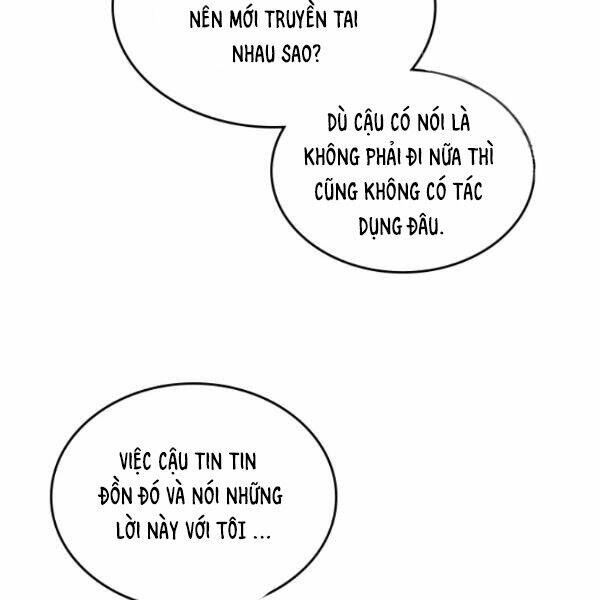 NÊN MỚI TRUYỀN TAI
NHAU SAO?
DÙ CẬU CÓ NÓI LÀ
KHÔNG PHẢI ĐI NỮA THÌ
CŨNG KHÔNG CÓ TÁC
DỤNG ĐÂU.
VIỆC CẬU TIN TIN
ĐỒN ĐÓ VÀ NÓI NHỮNG
LỜI NÀY VỚI TÔI ...